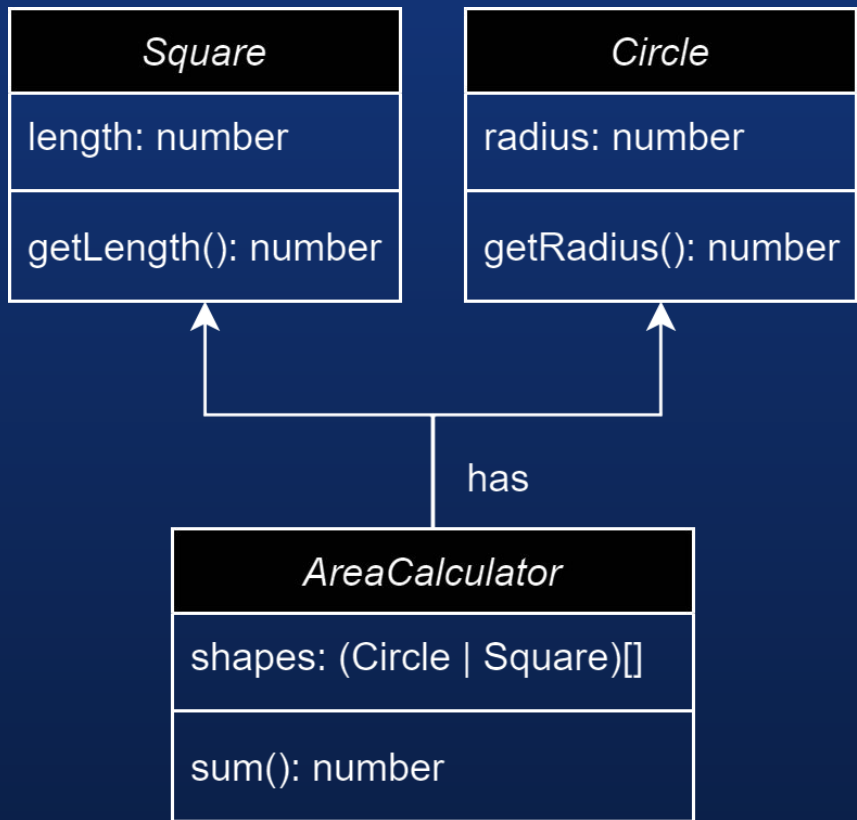 Square
length: number
getLength(): number
Circle
radius: number
getRadius(): number
has
AreaCalculator
shapes: (Circle | Square)[]
sum(): number